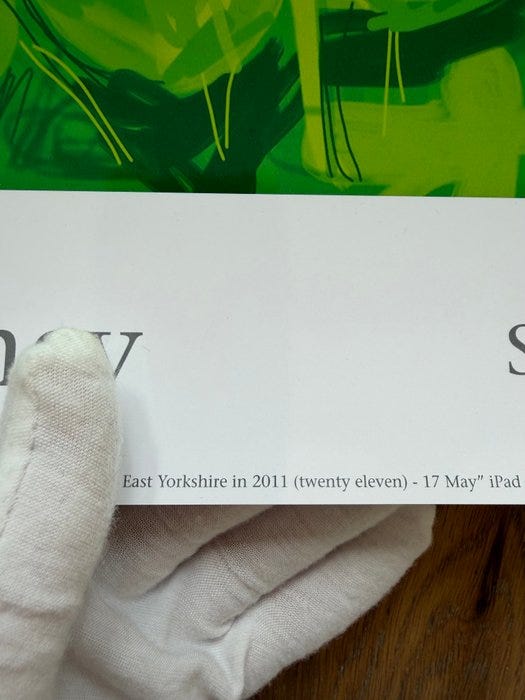 East Yorkshire in 2011 (twenty eleven) - 17 May" iPad